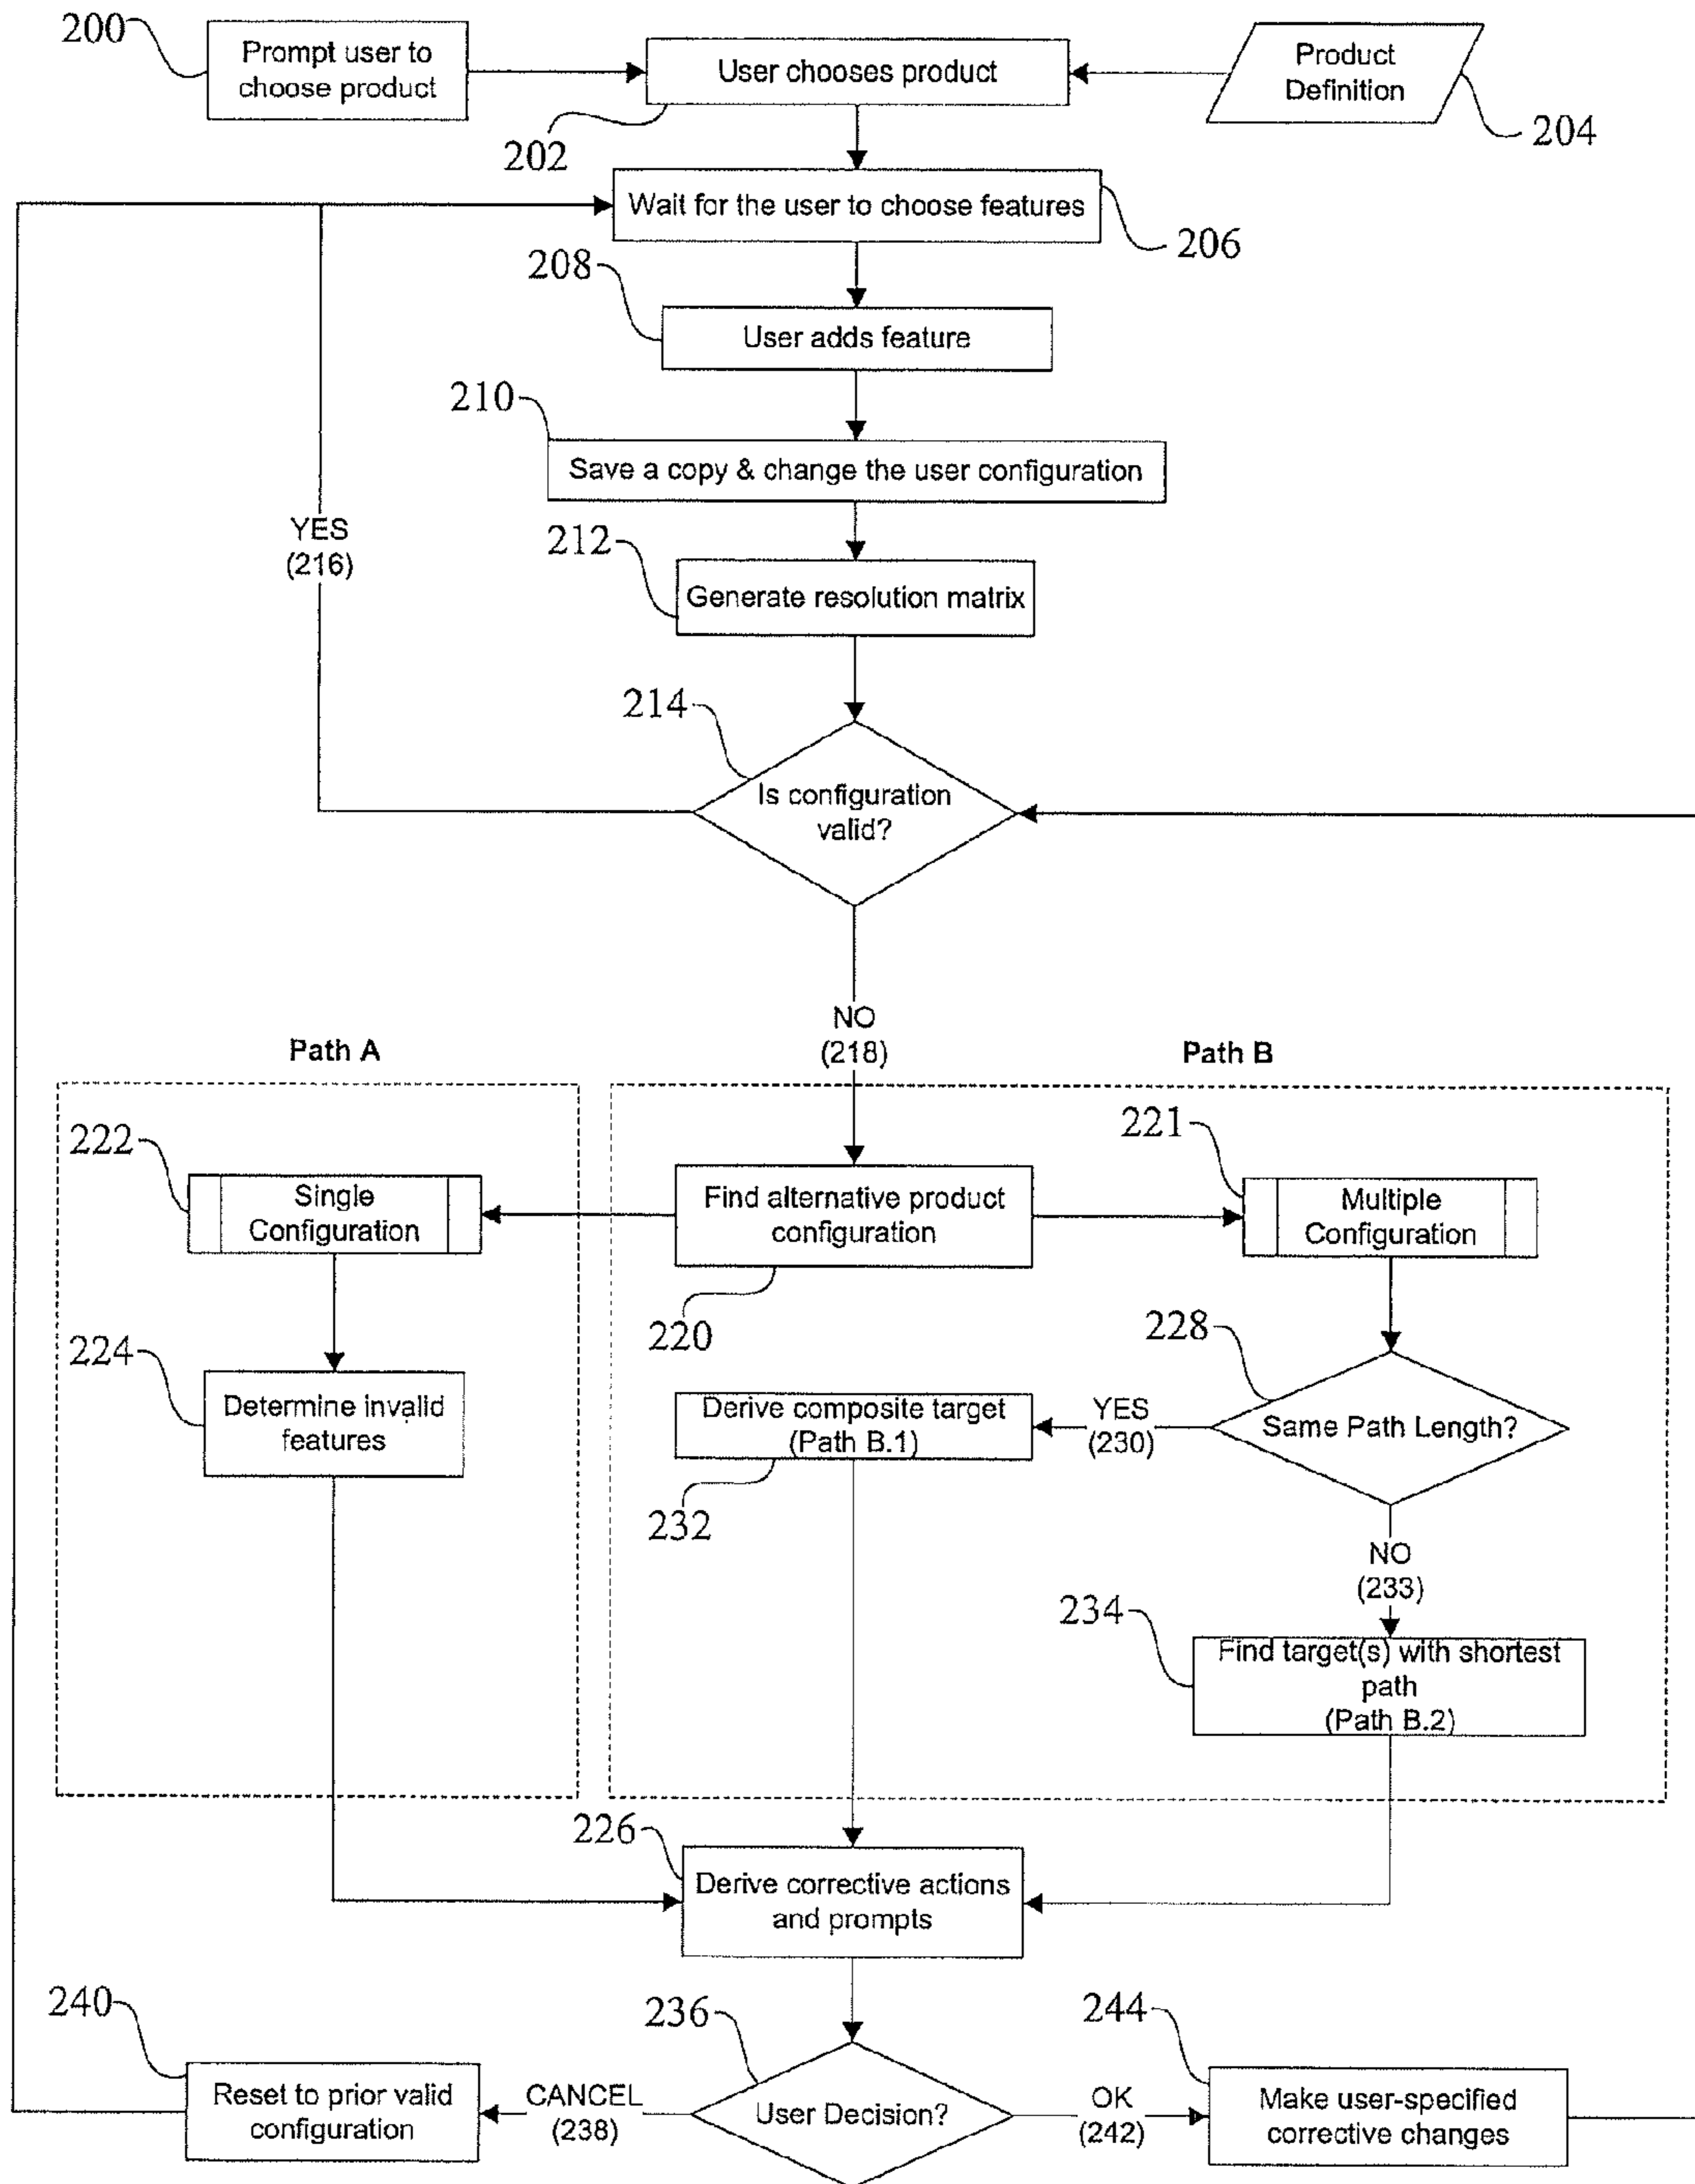 200
Prompt user to
choose product
User chooses product
Product
Definition
202
204
Wait for the user to choose features
206
208
User adds feature
210
Save a copy & change the user configuration
YES
(216)
212
Generate resolution matrix
214
Is configuration
valid?
NO
(218)
Path A
Path B
222
Single
Configuration
Find alternative product
configuration
221
Multiple
Configuration
220
224
Determine invalid
features
228
Same Path Length?
YES
(230)
Derive composite target
(Path B.1)
232
NO
(233)
234
Find target(s) with shortest
path
(Path B.2)
226
Derive corrective actions
and prompts
240
Reset to prior valid
configuration
CANCEL
(238)
236
User Decision?
OK
(242)
244
Make user-specified
corrective changes